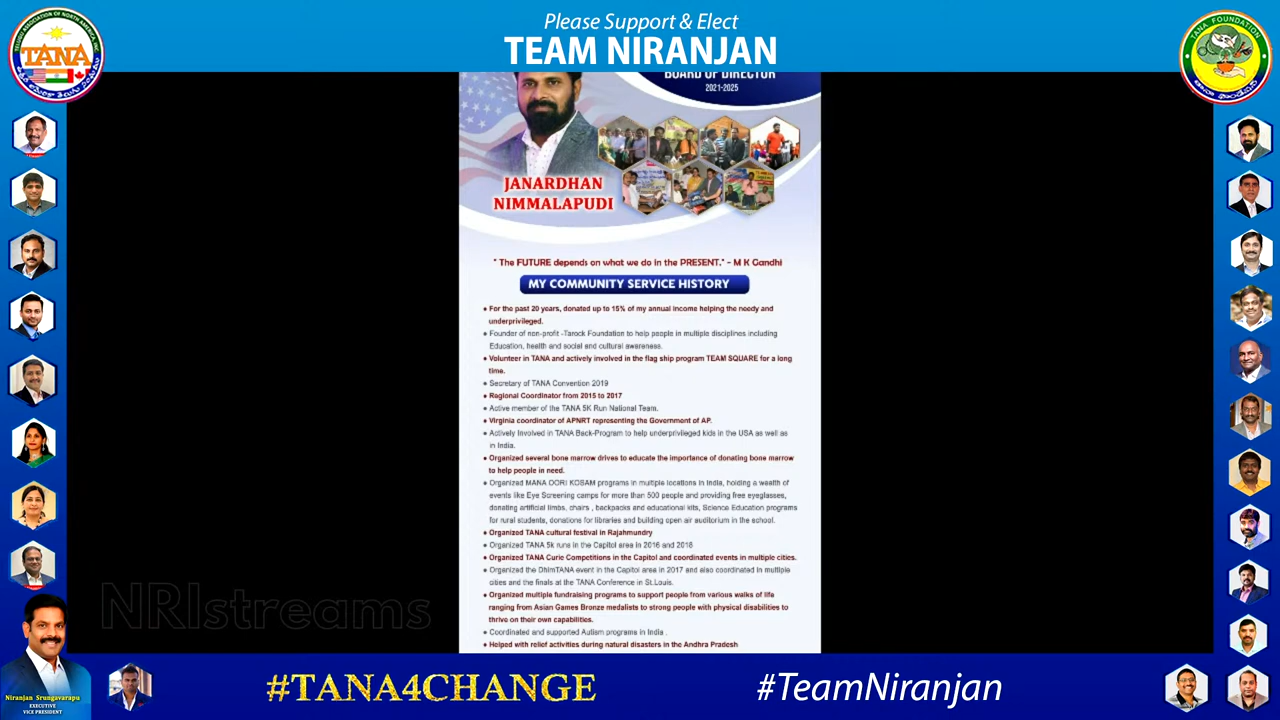 Please Support & Elect
TEAM NIRANJAN
TELUGU ASSOCIATION OF NORTH AMERICA, INC
TANA
TANA FOUNDATION
తానా ఫౌండేషన్
BOARD OF DIRECTOR
2021-2025
JANARDHAN
NIMMALAPUDI
" The FUTURE depends on what we do in the PRESENT." - M K Gandhi
MY COMMUNITY SERVICE HISTORY
• For the past 20 years, donated up to 15% of my annual income helping the needy and
underprivileged.
• Founder of non-profit -Tarock Foundation to help people in multiple disciplines including
Education, health and social and cultural awareness.
• Volunteer in TANA and actively involved in the flag ship program TEAM SQUARE for a long
time.
• Secretary of TANA Convention 2019
• Regional Coordinator from 2015 to 2017
• Active member of the TANA 5K Run National Team.
• Virginia coordinator of APNRT representing the Government of AP.
• Actively Involved in TANA Back-Program to help underprivileged kids in the USA as well as
in India.
• Organized several bone marrow drives to educate the importance of donating bone marrow
to help people in need.
• Organized MANA OORI KOSAM programs in multiple locations in India, holding a wealth of
events like Eye Screening camps for more than 500 people and providing free eyeglasses,
donating artificial limbs, chairs , backpacks and educational kits, Science Education programs
for rural students, donations for libraries and building open air auditorium in the school.
• Organized TANA cultural festival in Rajahmundry
• Organized TANA 5k runs in the Capitol area in 2016 and 2018
• Organized TANA Curie Competitions in the Capitol and coordinated events in multiple cities.
• Organized the DhimTANA event in the Capitol area in 2017 and also coordinated in multiple
cities and the finals at the TANA Conference in St.Louis.
• Organized multiple fundraising programs to support people from various walks of life
ranging from Asian Games Bronze medalists to strong people with physical disabilities to
thrive on their own capabilities.
• Coordinated and supported Autism programs in India .
• Helped with relief activities during natural disasters in the Andhra Pradesh
NRIstreams
Niranjan Srungavarapu
EXECUTIVE
VICE PRESIDENT
#TANA4CHANGE
#TeamNiranjan